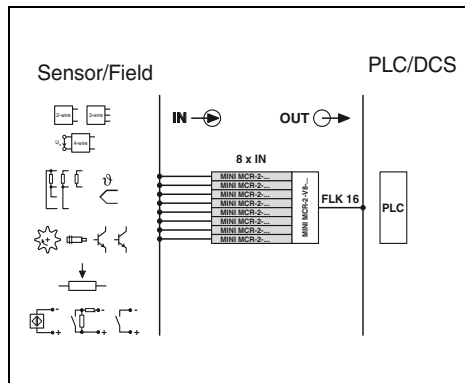 Sensor/Field
PLC/DCS
2-wire
3-wire
4-wire
IN
OUT
8 x IN
MINI MCR-2-...
MINI MCR-2-...
MINI MCR-2-...
MINI MCR-2-...
MINI MCR-2-...
MINI MCR-2-...
MINI MCR-2-...
MINI MCR-2-...
MINI MCR-2 -V8-...
FLK 16
PLC
ϑ
- 
+
-
+
-
+